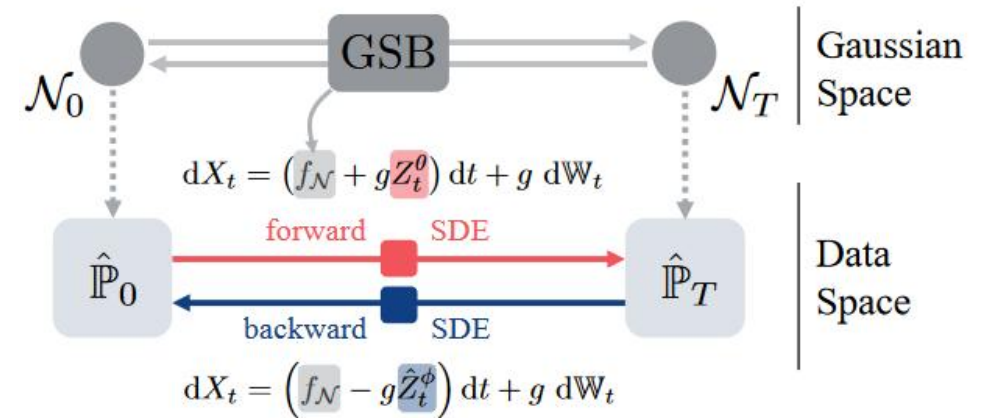 GSB
Gaussian
Space
𝒩₀
𝒩_T
dX_t = (f_𝒩 + gZ_t^θ) dt + g d𝕎_t
forward SDE
ℙ̂₀
ℙ̂_T
Data
Space
backward SDE
dX_t = (f_𝒩 − gẐ_t^ϕ) dt + g d𝕎_t